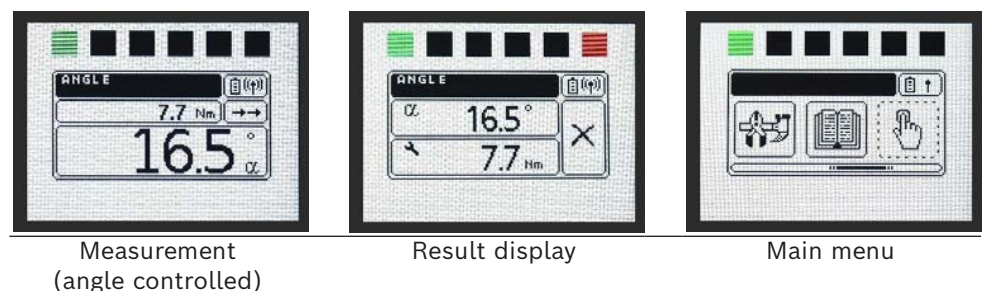 ANGLE
7.7 Nm
16.5° α
ANGLE
α 16.5°
7.7 Nm
Measurement
(angle controlled)
Result display
Main menu